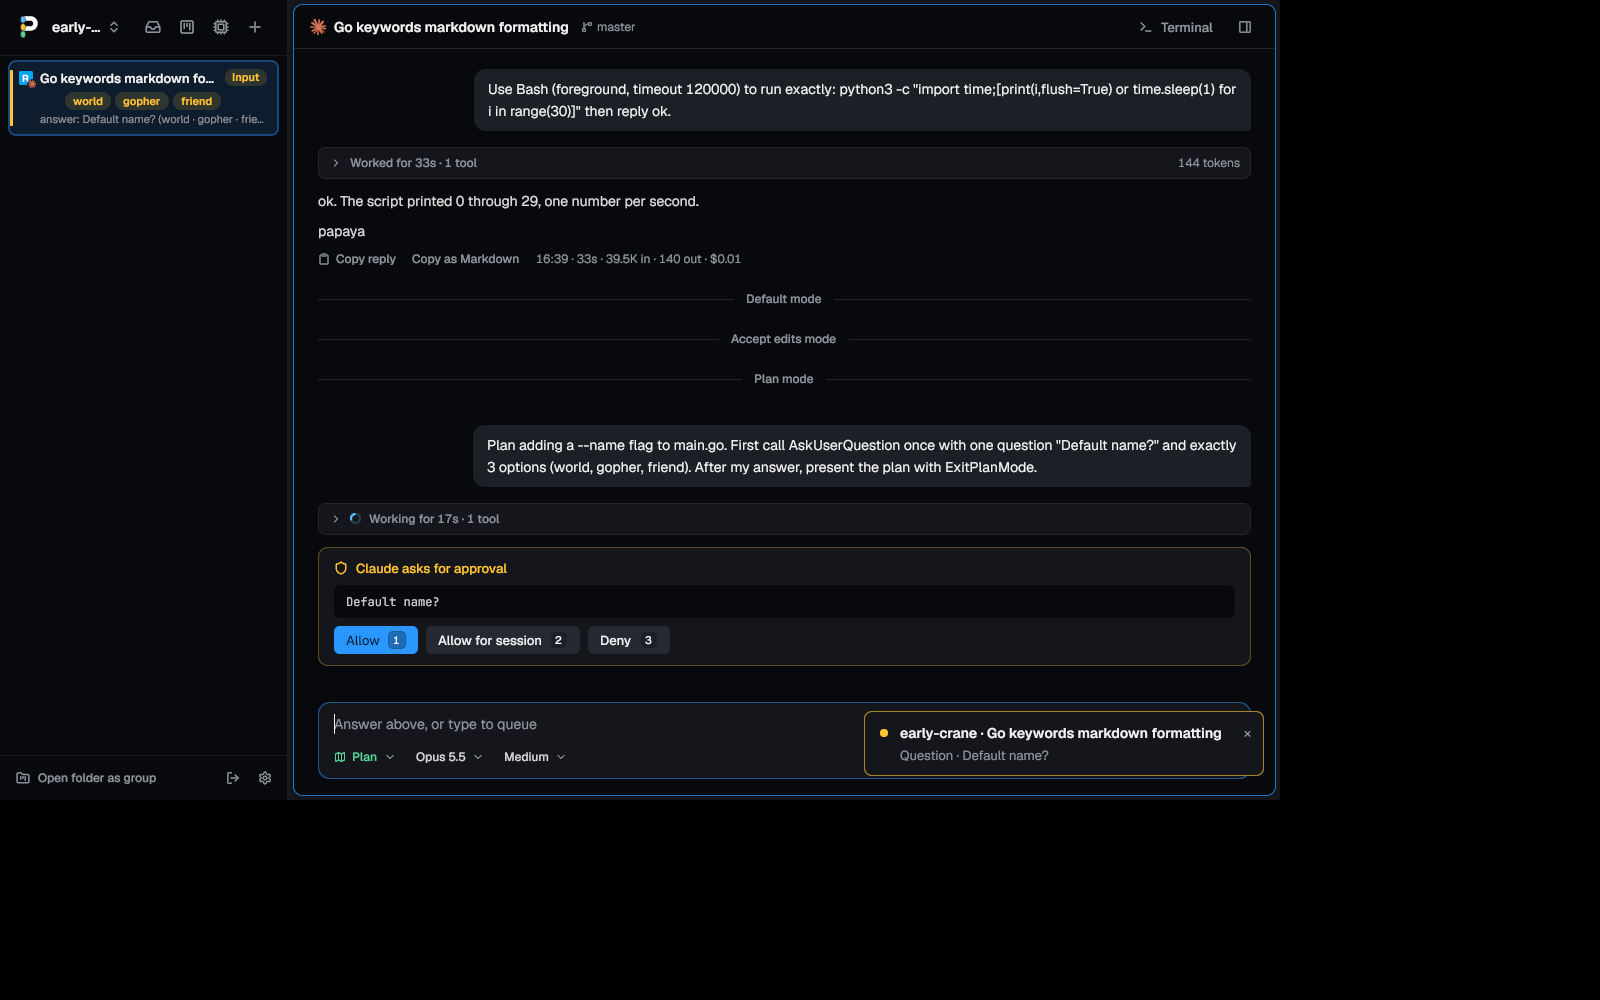 early-...
Go keywords markdown fo...
Input
world
gopher
friend
answer: Default name? (world · gopher · frie...
Open folder as group
Go keywords markdown formatting
master
Terminal
Use Bash (foreground, timeout 120000) to run exactly: python3 -c "import time;[print(i,flush=True) or time.sleep(1) for
i in range(30)]" then reply ok.
Worked for 33s · 1 tool
144 tokens
ok. The script printed 0 through 29, one number per second.
papaya
Copy reply
Copy as Markdown
16:39 · 33s · 39.5K in · 140 out · $0.01
Default mode
Accept edits mode
Plan mode
Plan adding a --name flag to main.go. First call AskUserQuestion once with one question "Default name?" and exactly
3 options (world, gopher, friend). After my answer, present the plan with ExitPlanMode.
Working for 17s · 1 tool
Claude asks for approval
Default name?
Allow 1
Allow for session 2
Deny 3
Answer above, or type to queue
Plan
Opus 5.5
Medium
early-crane · Go keywords markdown formatting
×
Question · Default name?